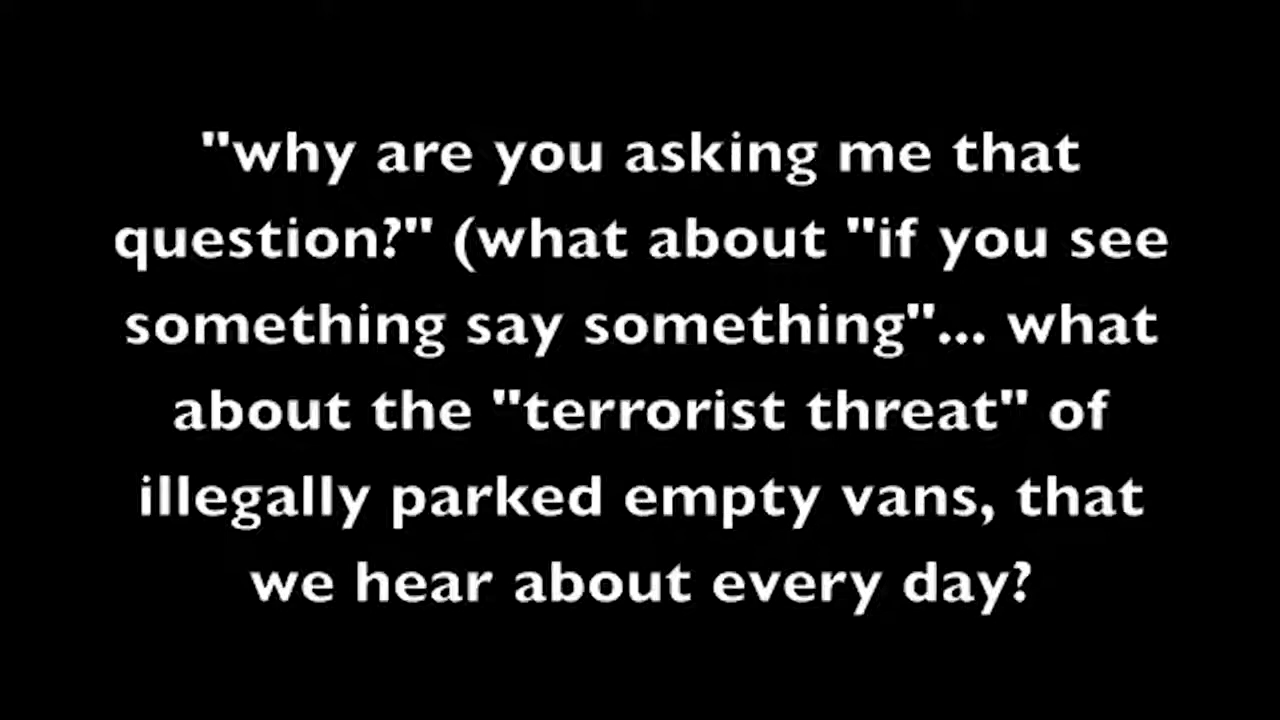 "why are you asking me that
question?" (what about "if you see
something say something"... what
about the "terrorist threat" of
illegally parked empty vans, that
we hear about every day?